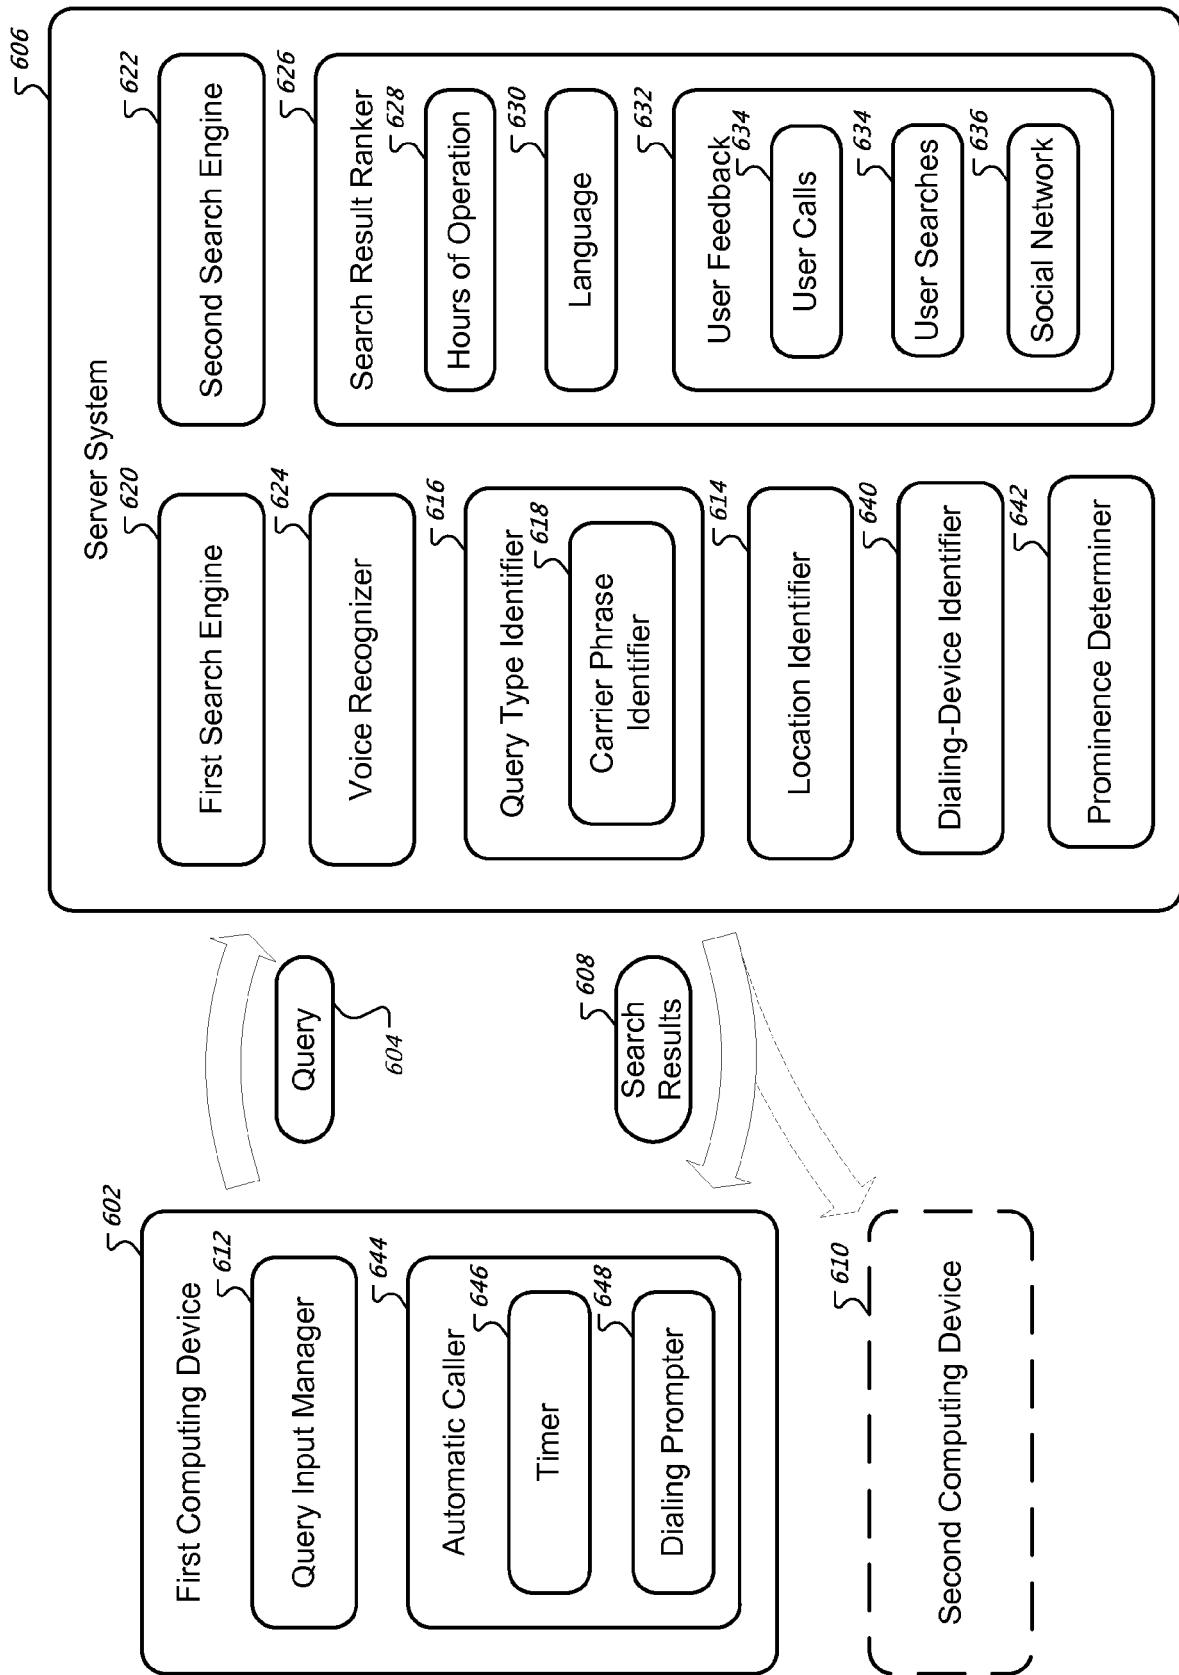 602
First Computing Device
612
Query Input Manager
644
Automatic Caller
646
Timer
648
Dialing Prompter
610
Second Computing Device
Query
604
608
Search
Results
606
Server System
620
First Search Engine
624
Voice Recognizer
616
Query Type Identifier
618
Carrier Phrase
Identifier
614
Location Identifier
640
Dialing-Device Identifier
642
Prominence Determiner
622
Second Search Engine
626
Search Result Ranker
628
Hours of Operation
630
Language
632
User Feedback
634
User Calls
634
User Searches
636
Social Network